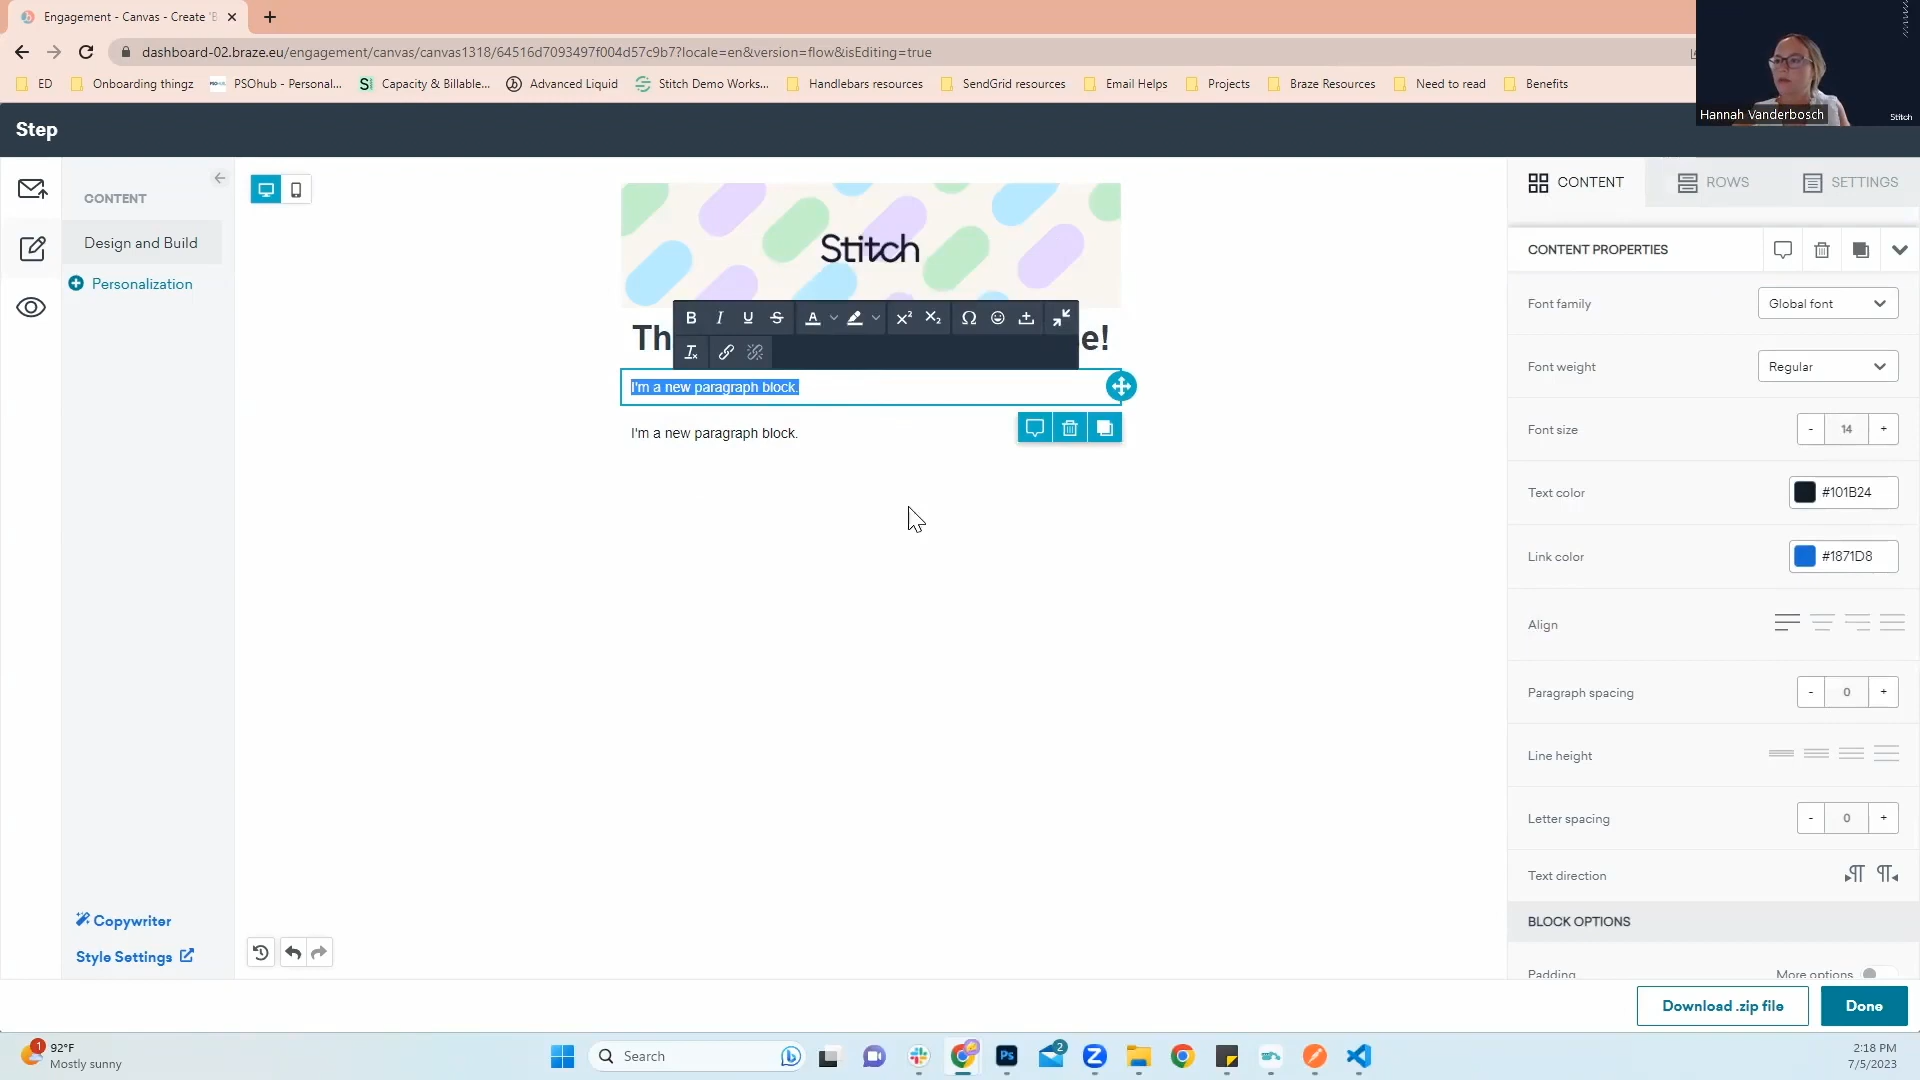 Engagement - Canvas - Create 'B
dashboard-02.braze.eu/engagement/canvas/canvas1318/64516d7093497f004d57c9b7?locale=en&version=flow&isEditing=true
ED
Onboarding thingz
PSOhub - Personal...
Capacity & Billable...
Advanced Liquid
Stitch Demo Works...
Handlebars resources
SendGrid resources
Email Helps
Projects
Braze Resources
Need to read
Benefits
Hannah Vanderbosch
Stitch
Step
CONTENT
Design and Build
Personalization
Copywriter
Style Settings
Stitch
Th
e!
I'm a new paragraph block.
I'm a new paragraph block.
CONTENT
ROWS
SETTINGS
CONTENT PROPERTIES
Font family
Global font
Font weight
Regular
Font size
- 14 +
Text color
#101B24
Link color
#1871D8
Align
Paragraph spacing
- 0 +
Line height
Letter spacing
- 0 +
Text direction
BLOCK OPTIONS
Padding
More options
Download .zip file
Done
1
92°F
Mostly sunny
Search
Ps
2
2:18 PM
7/5/2023